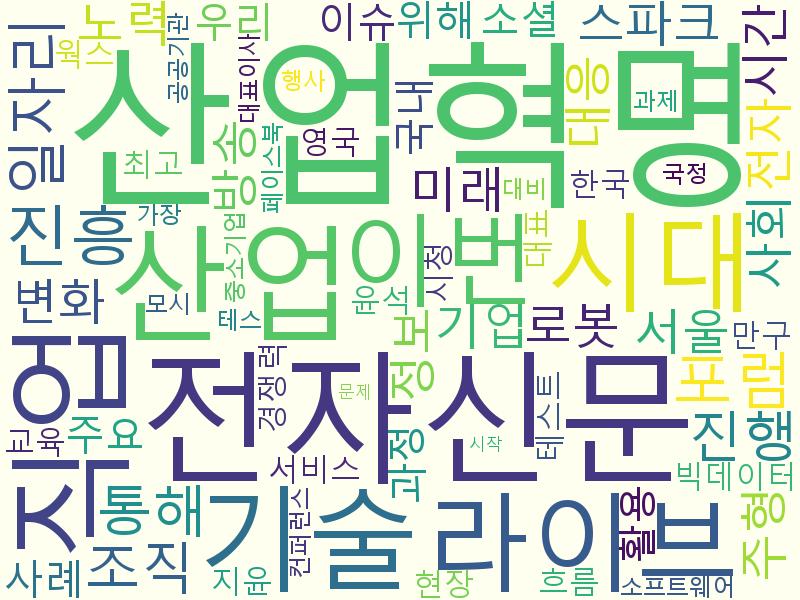 노력
우리
이슈
위해
소셜
스파크
시간
웍스
공공기관
대표이사
산업혁명
행사
국내
대응
과제
전자
일자리
최고
방송
페이스북
영국
미래
대비
한국
국정
진흥
가장
중소기업
산업이번
시청
대표
시대
사회
변화
모시
테스
윤석
정보
기업
로봇
서울
만구
직업
전자신문
경쟁력
문제
포럼
교육
주요
서비스
과정
시작
테스트
진행
빅데이터
통해
기술
컨퍼런스
라이프
활용
주형
조직
사례
지윤
현장
흐름
소프트웨어